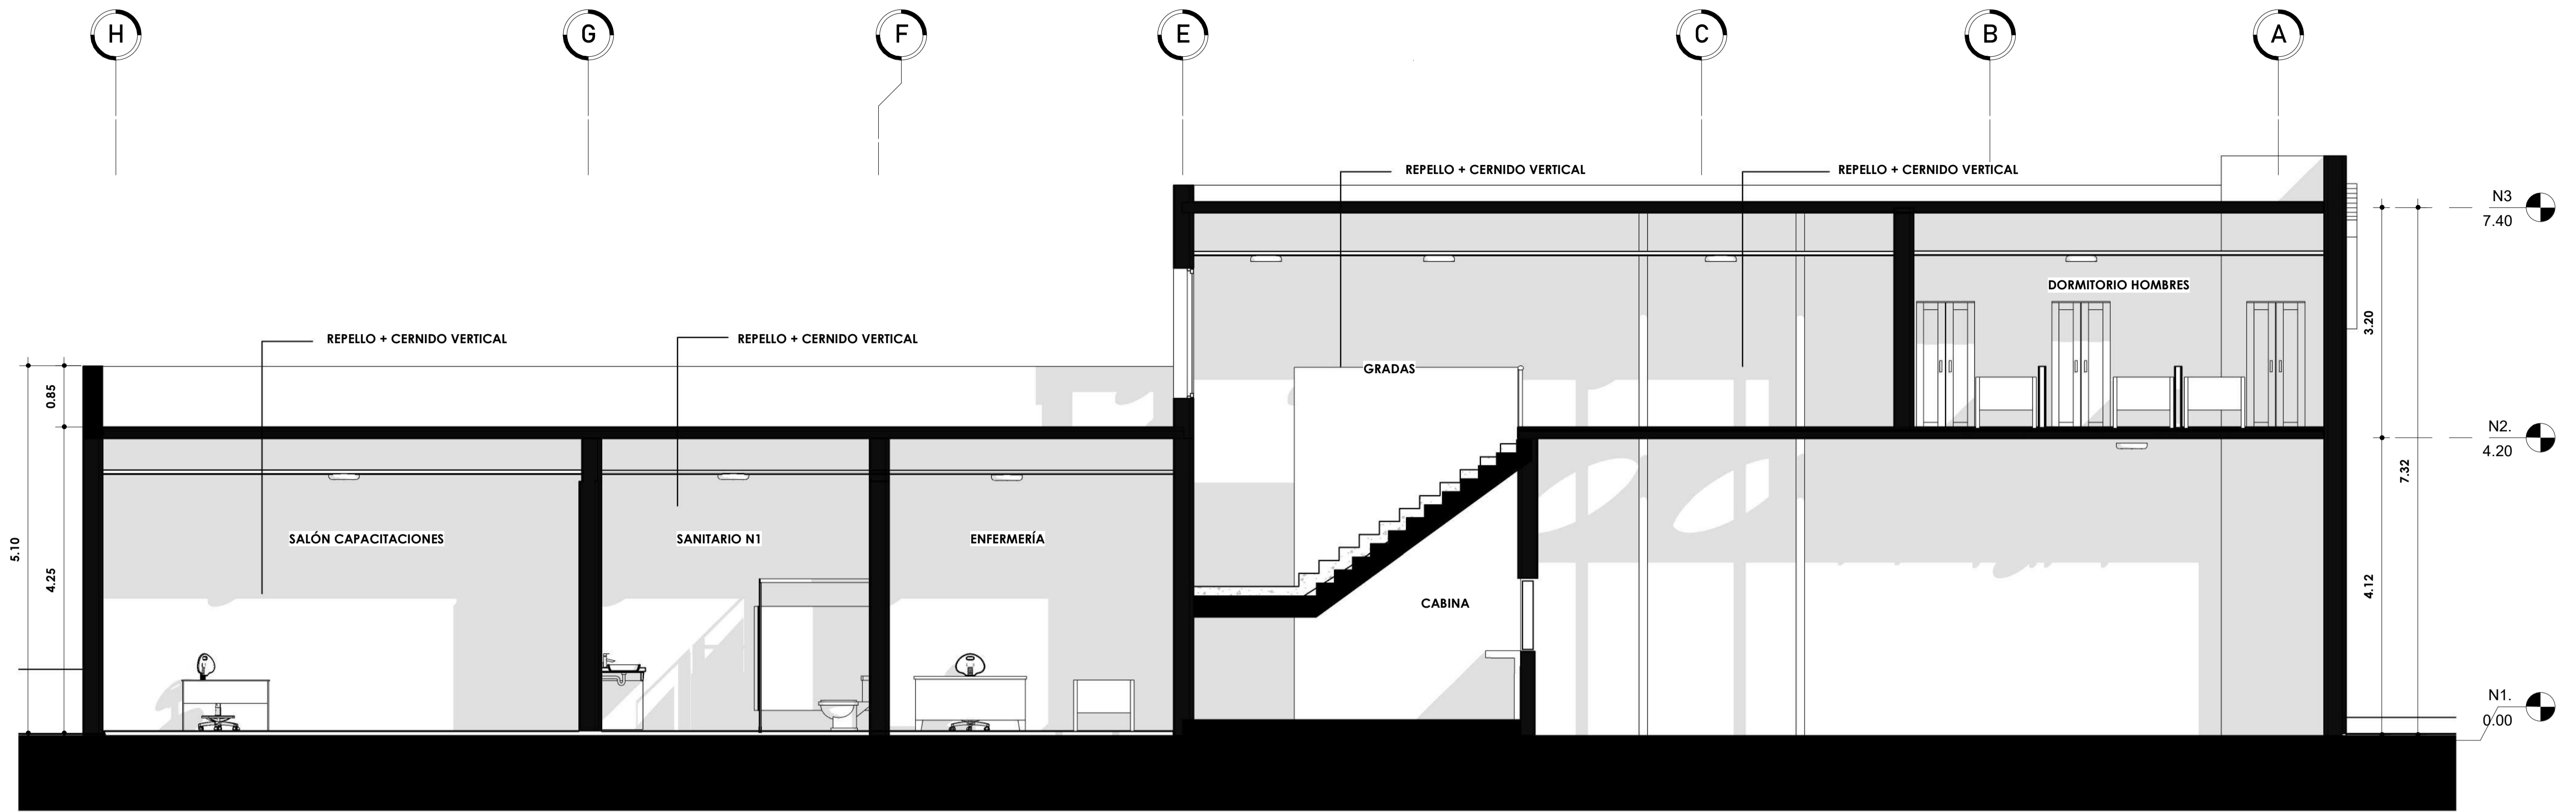 H
G
F
E
C
B
A
REPELLO + CERNIDO VERTICAL
REPELLO + CERNIDO VERTICAL
N3
7.40
DORMITORIO HOMBRES
3.20
REPELLO + CERNIDO VERTICAL
REPELLO + CERNIDO VERTICAL
GRADAS
0.85
N2.
4.20
7.32
SALÓN CAPACITACIONES
SANITARIO N1
ENFERMERÍA
5.10
4.25
CABINA
4.12
N1.
0.00